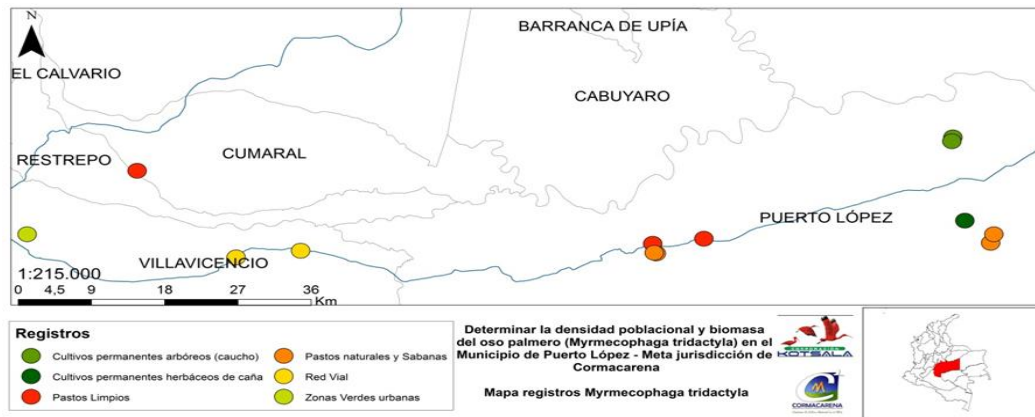 N
BARRANCA DE UPÍA
EL CALVARIO
CABUYARO
CUMARAL
RESTREPO
PUERTO LÓPEZ
VILLAVICENCIO
1:215.000
0 4,5 9 18 27 36
Km
Registros
Cultivos permanentes arbóreos (caucho)
Cultivos permanentes herbáceos de caña
Pastos Limpios
Pastos naturales y Sabanas
Red Vial
Zonas Verdes urbanas
Determinar la densidad poblacional y biomasa
del oso palmero (Myrmecophaga tridactyla) en el
Municipio de Puerto López - Meta jurisdicción de
Cormacarena
Mapa registros Myrmecophaga tridactyla
KOTSALA
CORMACARENA